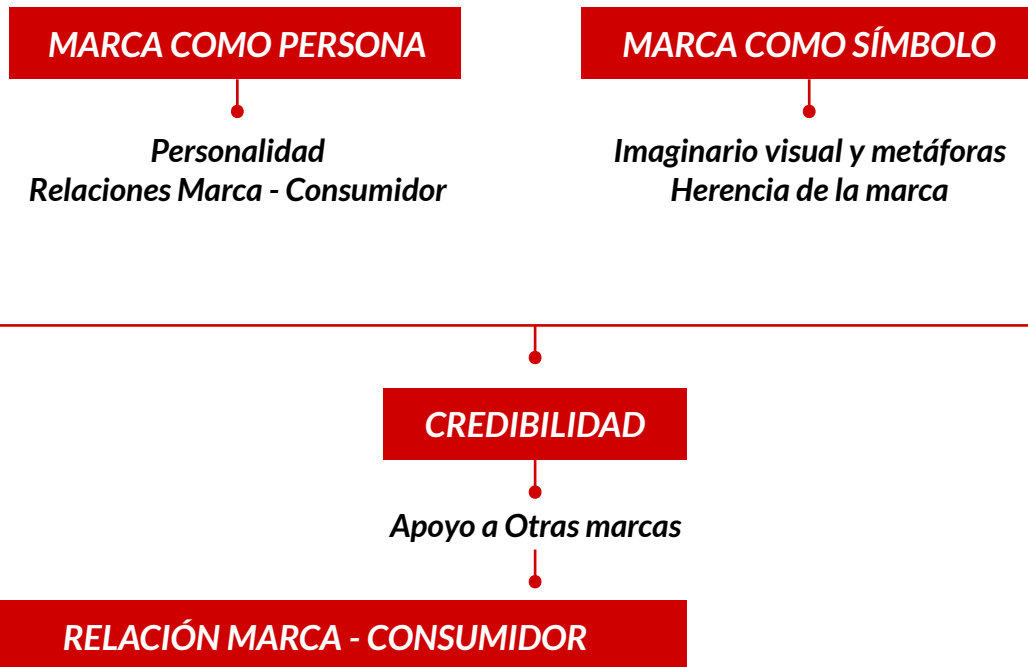 MARCA COMO PERSONA
MARCA COMO SÍMBOLO
Personalidad
Relaciones Marca - Consumidor
Imaginario visual y metáforas
Herencia de la marca
CREDIBILIDAD
Apoyo a Otras marcas
RELACIÓN MARCA - CONSUMIDOR